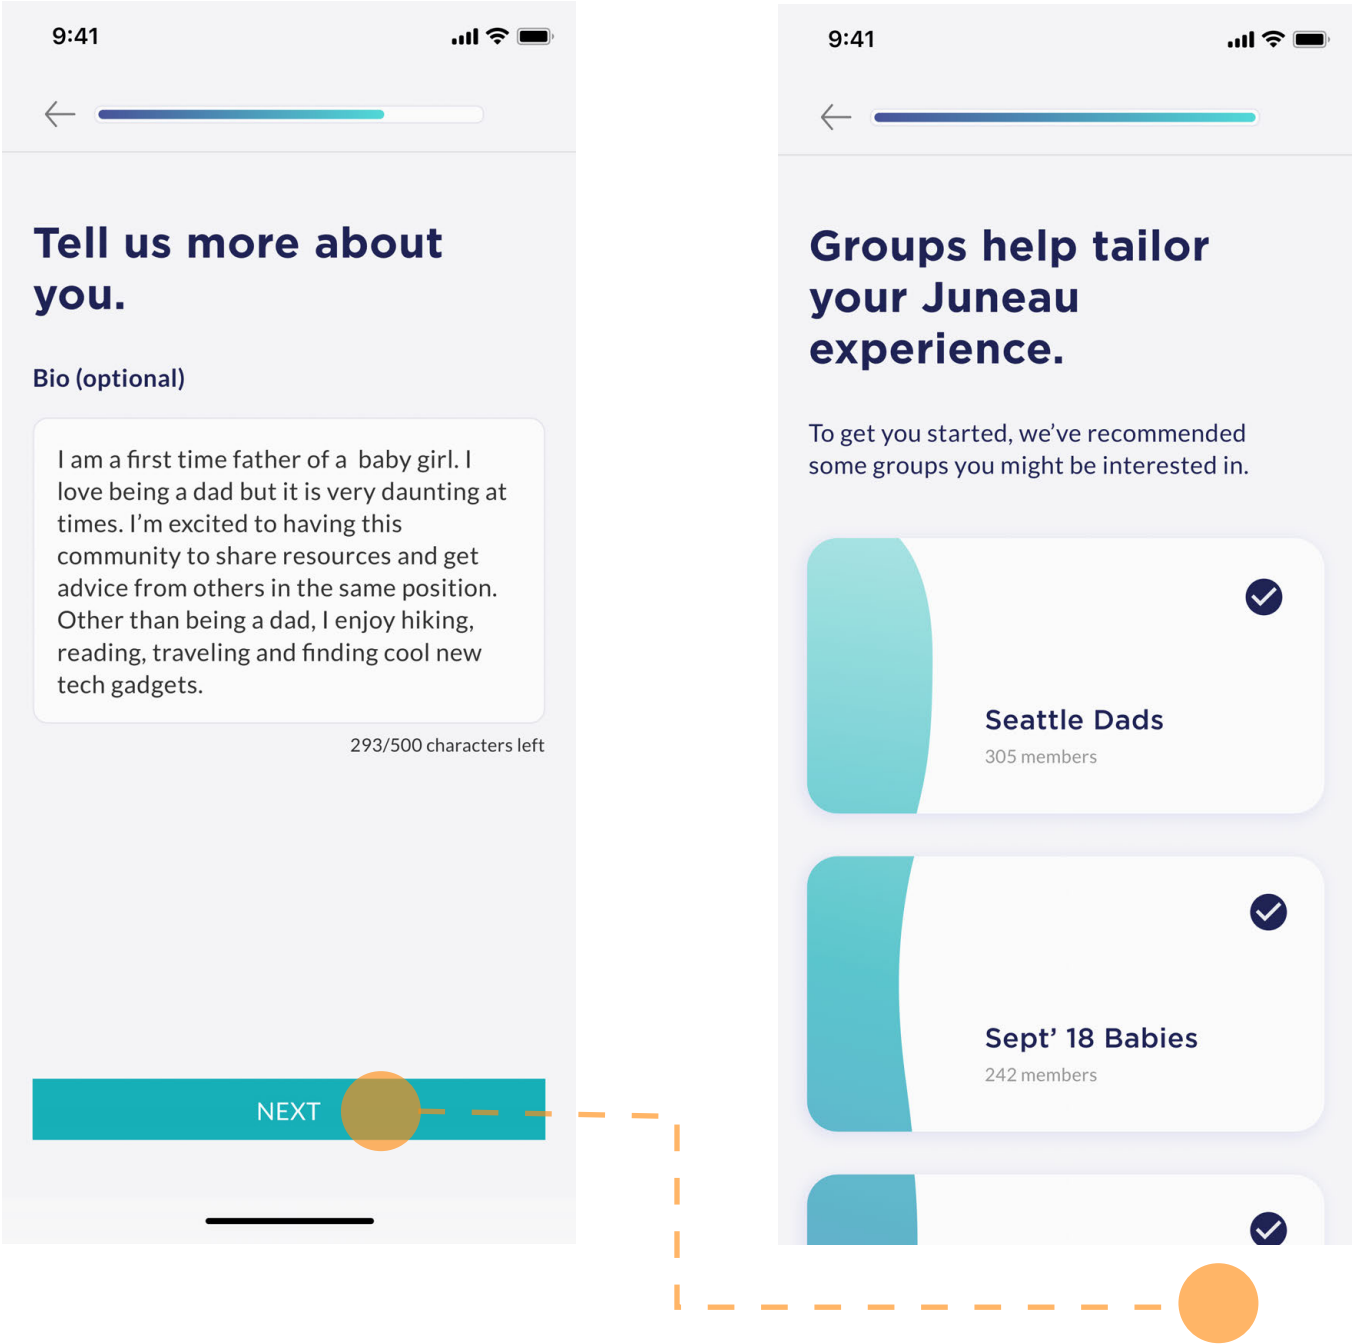 9:41
Tell us more about
you.
Bio (optional)
I am a first time father of a  baby girl. I
love being a dad but it is very daunting at
times. I’m excited to having this
community to share resources and get
advice from others in the same position.
Other than being a dad, I enjoy hiking,
reading, traveling and finding cool new
tech gadgets.
293/500 characters left
NEXT
9:41
Groups help tailor
your Juneau
experience.
To get you started, we’ve recommended
some groups you might be interested in.
Seattle Dads
305 members
Sept’ 18 Babies
242 members